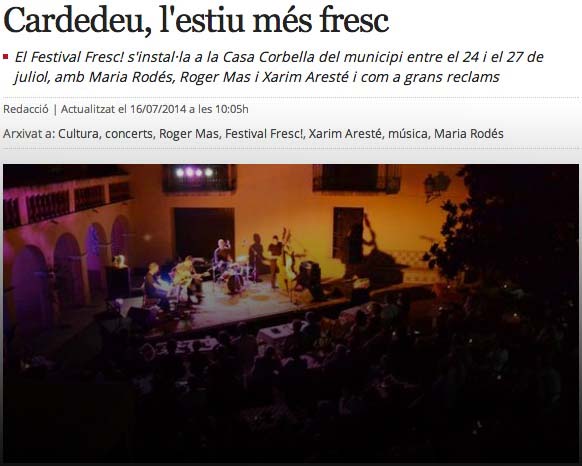 Cardedeu, l'estiu més fresc
El Festival Fresc! s'instal·la a la Casa Corbella del municipi entre el 24 i el 27 de
juliol, amb Maria Rodés, Roger Mas i Xarim Aresté i com a grans reclams
Redacció | Actualitzat el 16/07/2014 a les 10:05h
Arxivat a: Cultura, concerts, Roger Mas, Festival Fresc!, Xarim Aresté, música, Maria Rodés